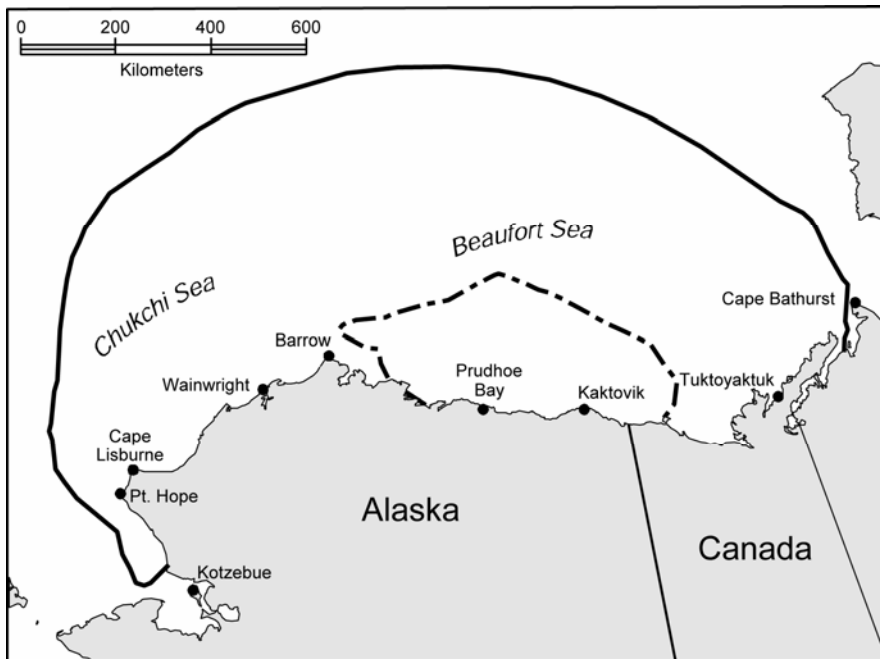 0 200 400 600
Kilometers
Beaufort Sea
Chukchi Sea
Cape Bathurst
Barrow
Wainwright
Prudhoe
Bay
Kaktovik
Tuktoyaktuk
Cape
Lisburne
Pt. Hope
Alaska
Canada
Kotzebue